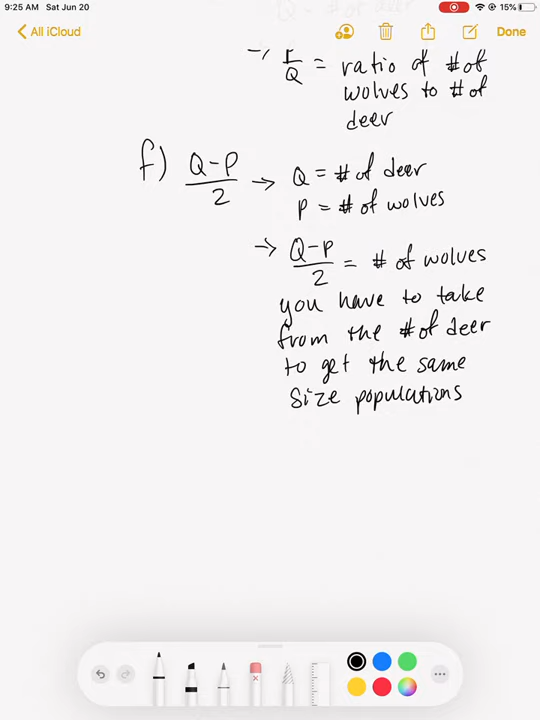 9:25 AM Sat Jun 20
15%
All iCloud
Done
→ P/Q = ratio of # of
wolves to # of
deer
f) Q-P/2 → Q = # of deer
P = # of wolves
→ Q-P/2 = # of wolves
you have to take
from the # of deer
to get the same
size populations